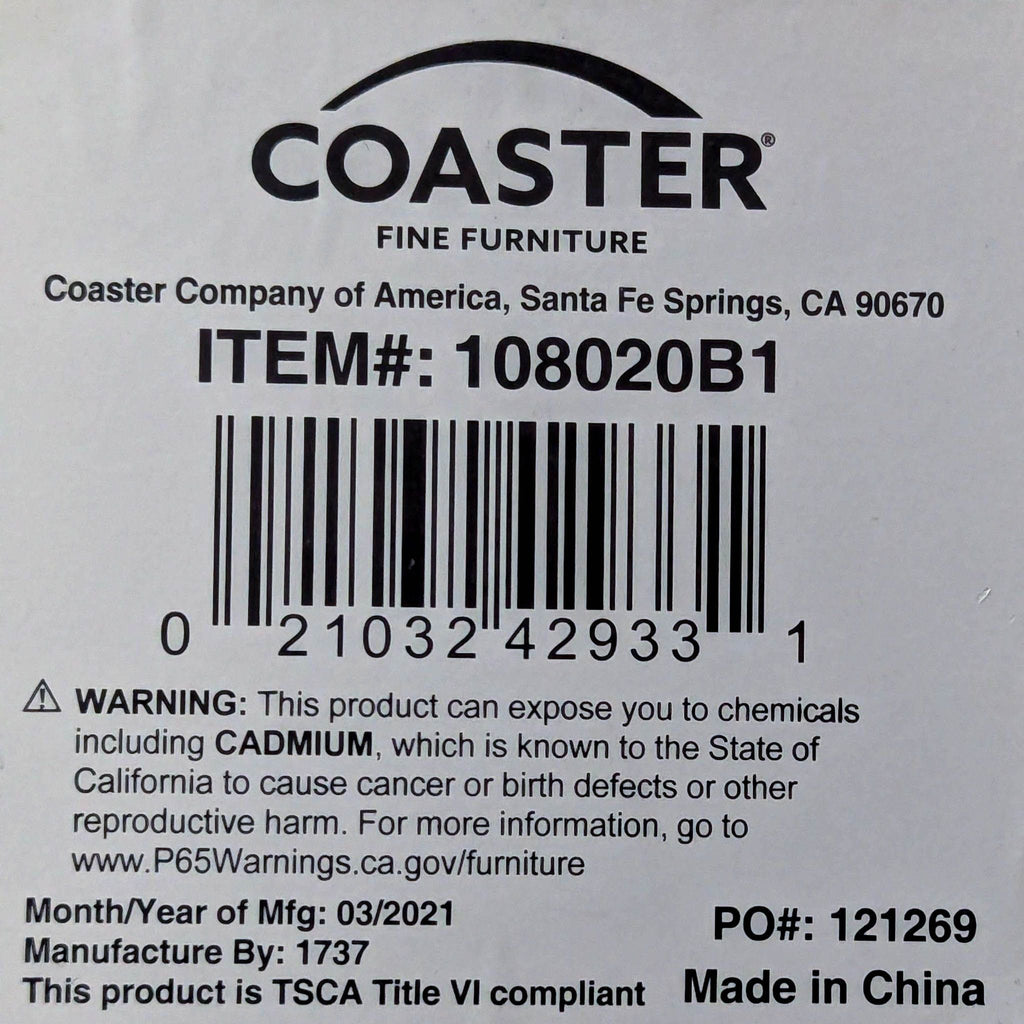 COASTER®
FINE FURNITURE
Coaster Company of America, Santa Fe Springs, CA 90670
ITEM#: 108020B1
0 21032 42933 1
WARNING: This product can expose you to chemicals
including CADMIUM, which is known to the State of
California to cause cancer or birth defects or other
reproductive harm. For more information, go to
www.P65Warnings.ca.gov/furniture
Month/Year of Mfg: 03/2021
Manufacture By: 1737
This product is TSCA Title VI compliant
PO#: 121269
Made in China